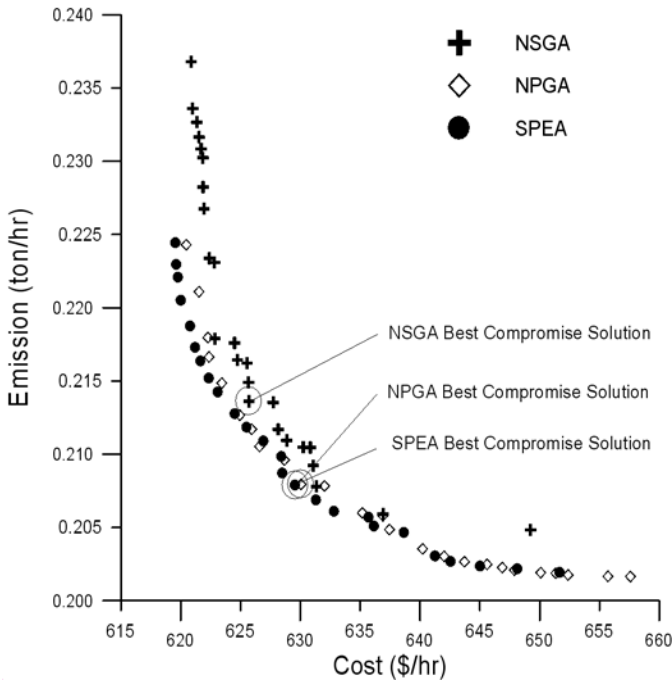 0.240
NSGA
0.235
NPGA
SPEA
0.230
0.225
Emission (ton/hr)
0.220
NSGA Best Compromise Solution
0.215
NPGA Best Compromise Solution
0.210
SPEA Best Compromise Solution
0.205
0.200
615 620 625 630 635 640 645 650 655 660
Cost ($/hr)